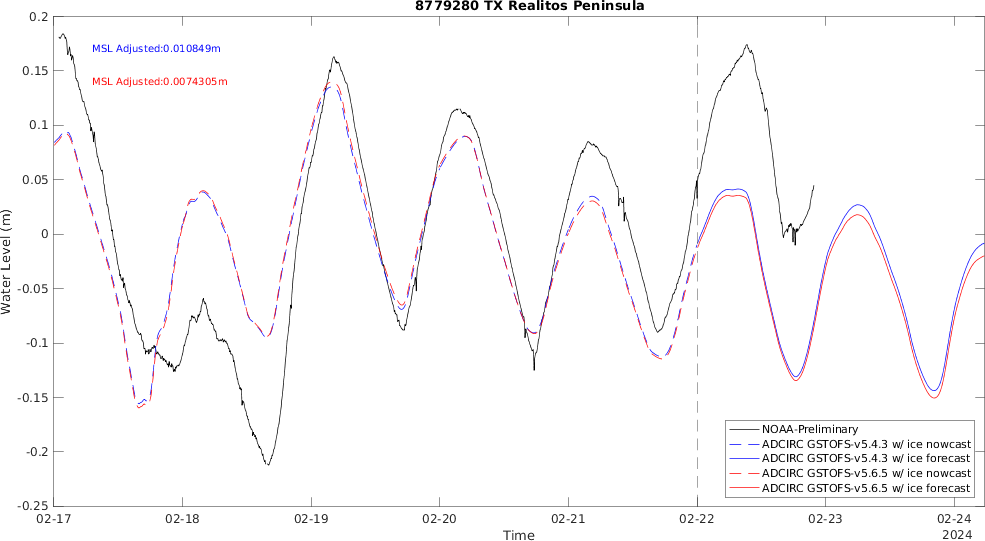 8779280 TX Realitos Peninsula
MSL Adjusted:0.010849m
MSL Adjusted:0.0074305m
Water Level (m)
0.2
0.15
0.1
0.05
0
-0.05
-0.1
-0.15
-0.2
-0.25
NOAA-Preliminary
ADCIRC GSTOFS-v5.4.3 w/ ice nowcast
ADCIRC GSTOFS-v5.4.3 w/ ice forecast
ADCIRC GSTOFS-v5.6.5 w/ ice nowcast
ADCIRC GSTOFS-v5.6.5 w/ ice forecast
02-17 02-18 02-19 02-20 02-21 02-22 02-23 02-24
Time
2024